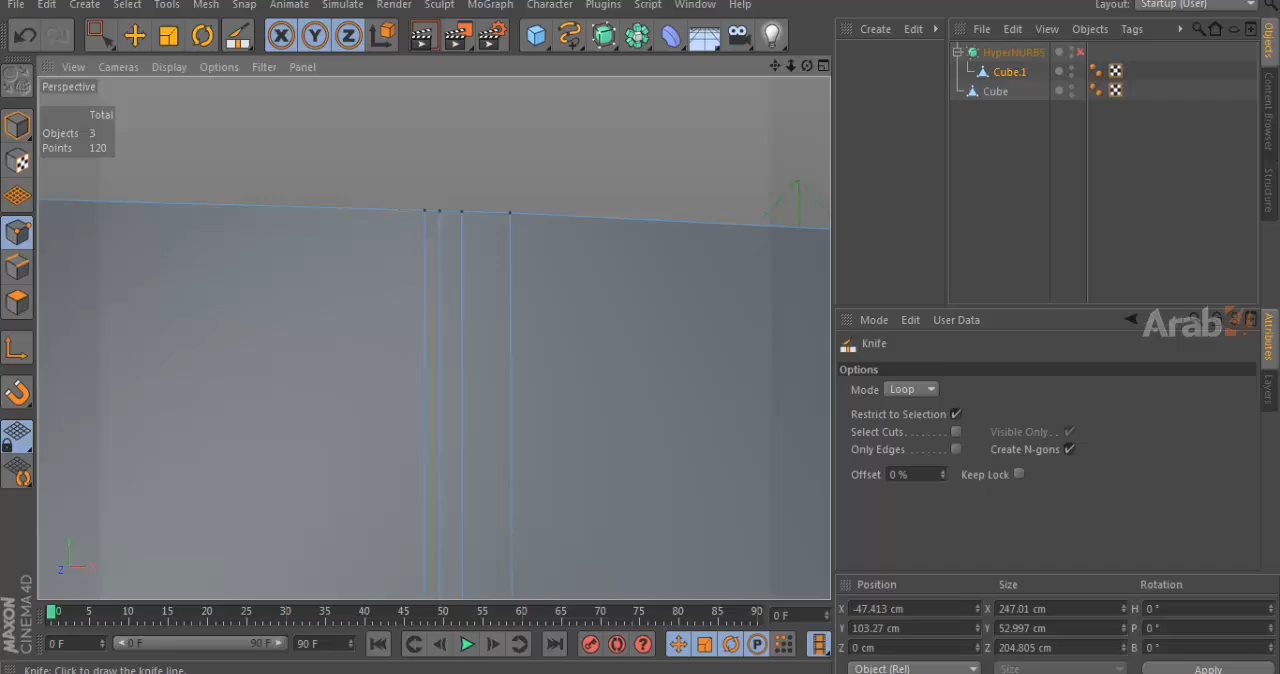 File Edit Create Select Tools Mesh Snap Animate Simulate Render Sculpt MoGraph Character Plugins Script Window Help
Layout: Startup (User)
View Cameras Display Options Filter Panel
Create Edit
File Edit View Objects Tags
Perspective
Total
Objects 3
Points 120
HyperNURBS
Cube.1
Cube
Objects
Content Browser
Structure
Mode Edit User Data
Arab
Knife
Options
Mode Loop
Restrict to Selection
Select Cuts Visible Only
Only Edges Create N-gons
Offset 0 % Keep Lock
Attributes
Layers
Position Size Rotation
X -47.413 cm X 247.01 cm H 0 °
Y 103.27 cm Y 52.997 cm P 0 °
Z 0 cm Z 204.805 cm B 0 °
Object (Rel) Size Apply
Y
Z
0 5 10 15 20 25 30 35 40 45 50 55 60 65 70 75 80 85 90 0 F
0 F 0 F 90 F 90 F
MAXON CINEMA 4D
Knife: Click to draw the knife line.